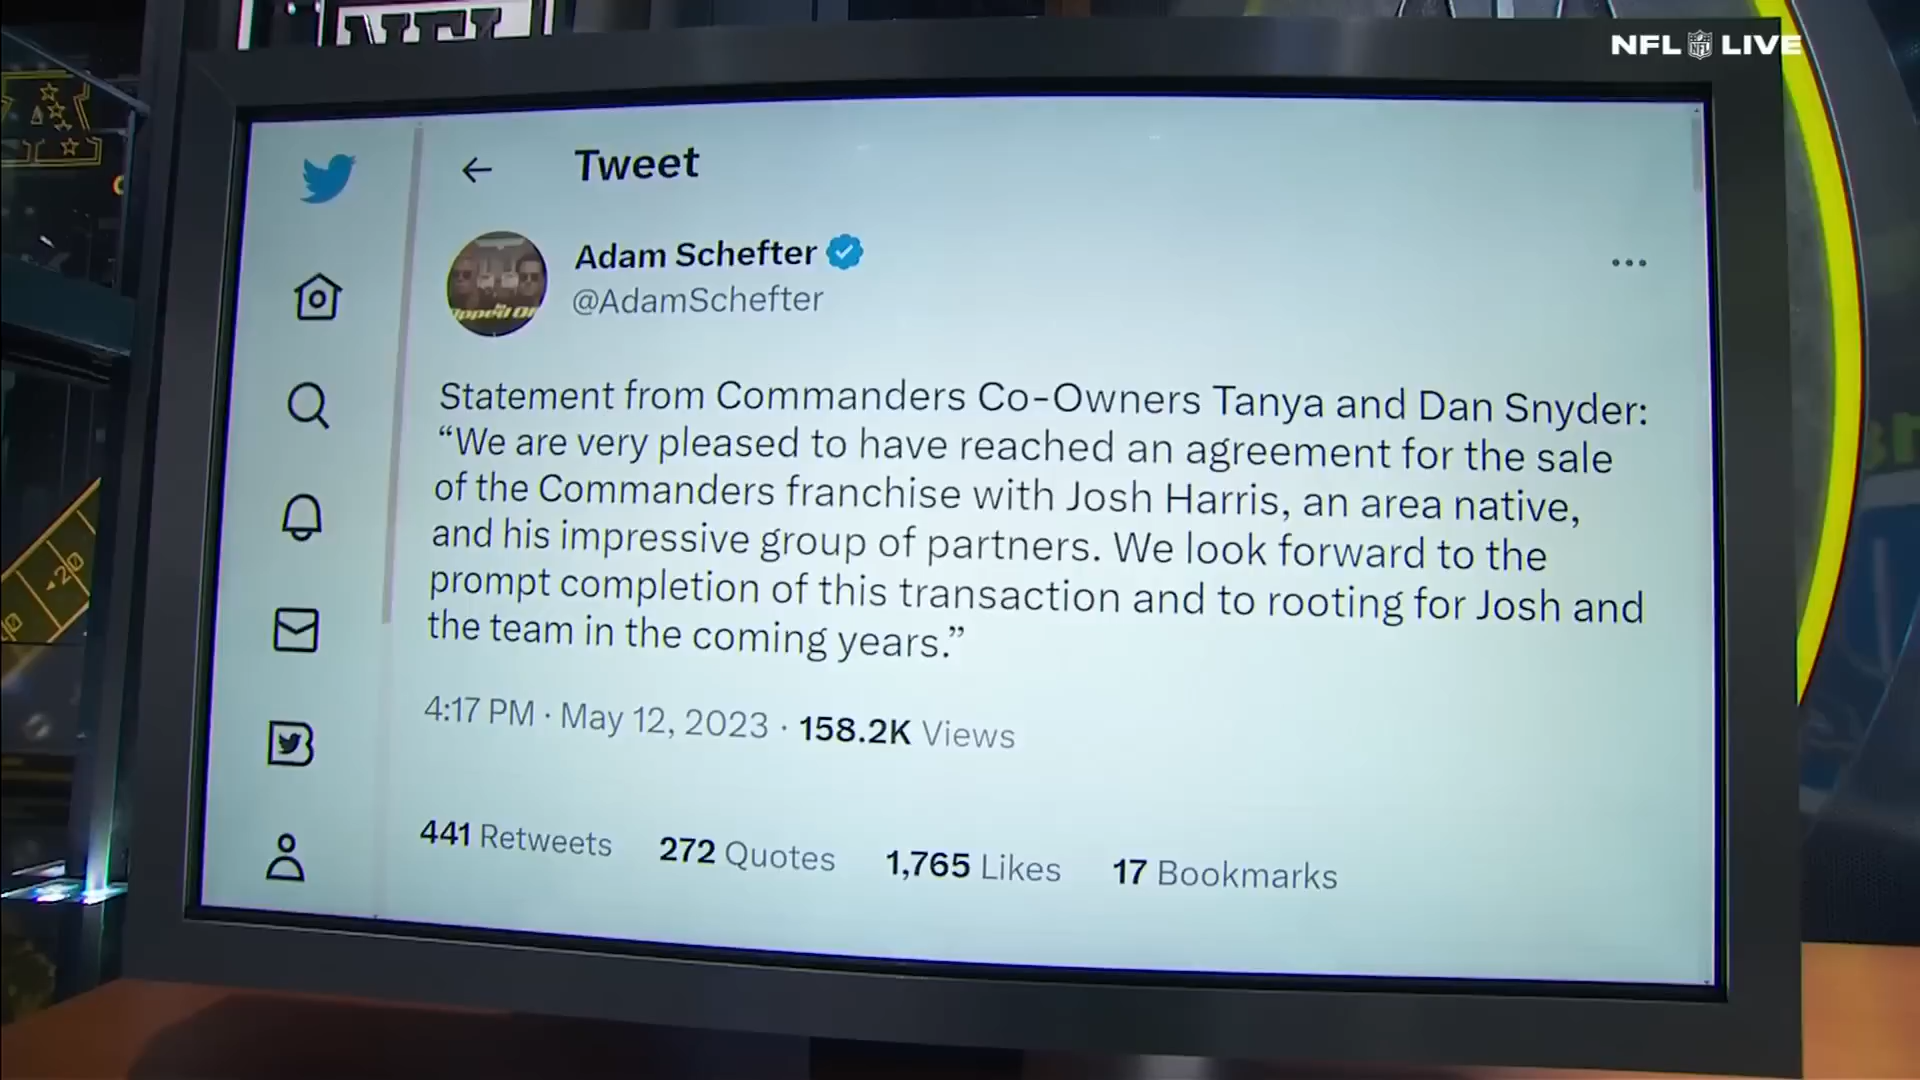 NFL
NFL LIVE
Tweet
Adam Schefter
@AdamSchefter
Statement from Commanders Co-Owners Tanya and Dan Snyder:
“We are very pleased to have reached an agreement for the sale
of the Commanders franchise with Josh Harris, an area native,
and his impressive group of partners. We look forward to the
prompt completion of this transaction and to rooting for Josh and
the team in the coming years.”
4:17 PM · May 12, 2023 · 158.2K Views
441 Retweets 272 Quotes 1,765 Likes 17 Bookmarks
20